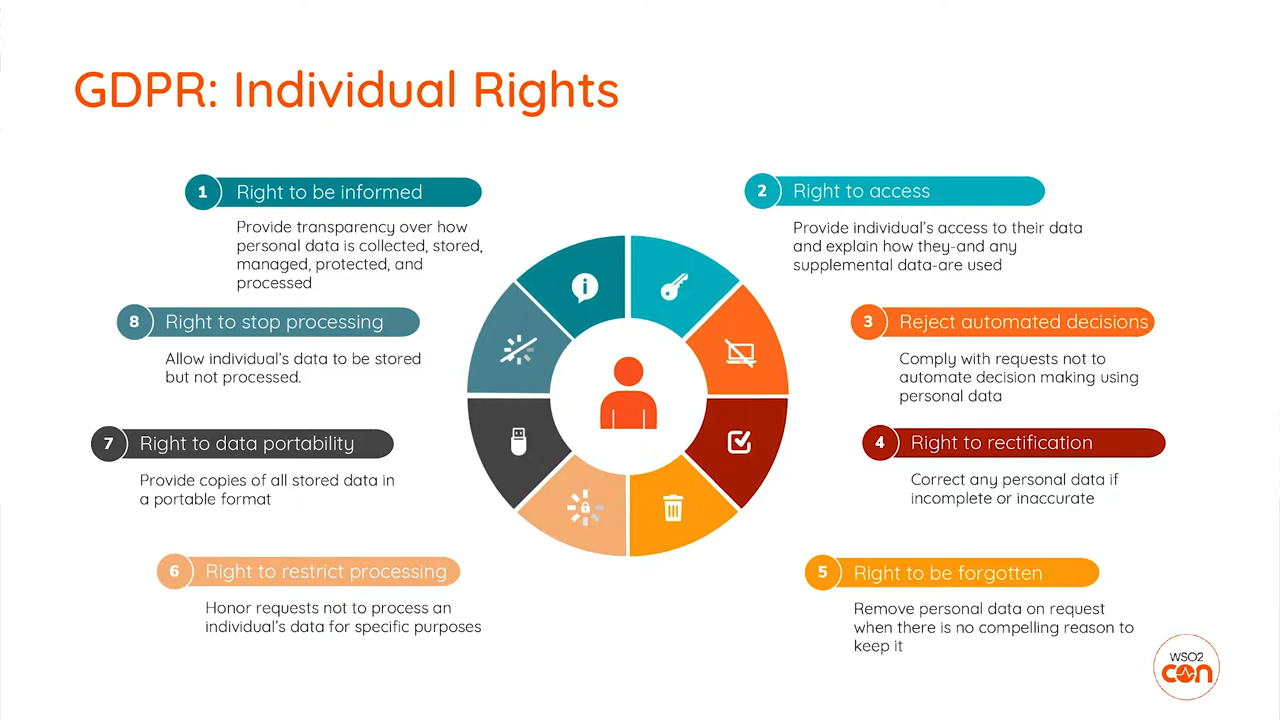 GDPR: Individual Rights
1 Right to be informed
Provide transparency over how
personal data is collected, stored,
managed, protected, and
processed
2 Right to access
Provide individual's access to their data
and explain how they-and any
supplemental data-are used
3 Reject automated decisions
Comply with requests not to
automate decision making using
personal data
4 Right to rectification
Correct any personal data if
incomplete or inaccurate
5 Right to be forgotten
Remove personal data on request
when there is no compelling reason to
keep it
6 Right to restrict processing
Honor requests not to process an
individual's data for specific purposes
7 Right to data portability
Provide copies of all stored data in
a portable format
8 Right to stop processing
Allow individual's data to be stored
but not processed.
WSO2
con